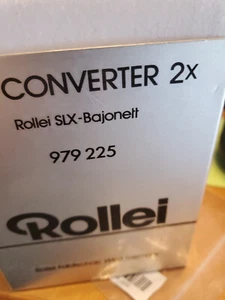 CONVERTER 2x
Rollei SLX-Bajonett
979 225
Rollei